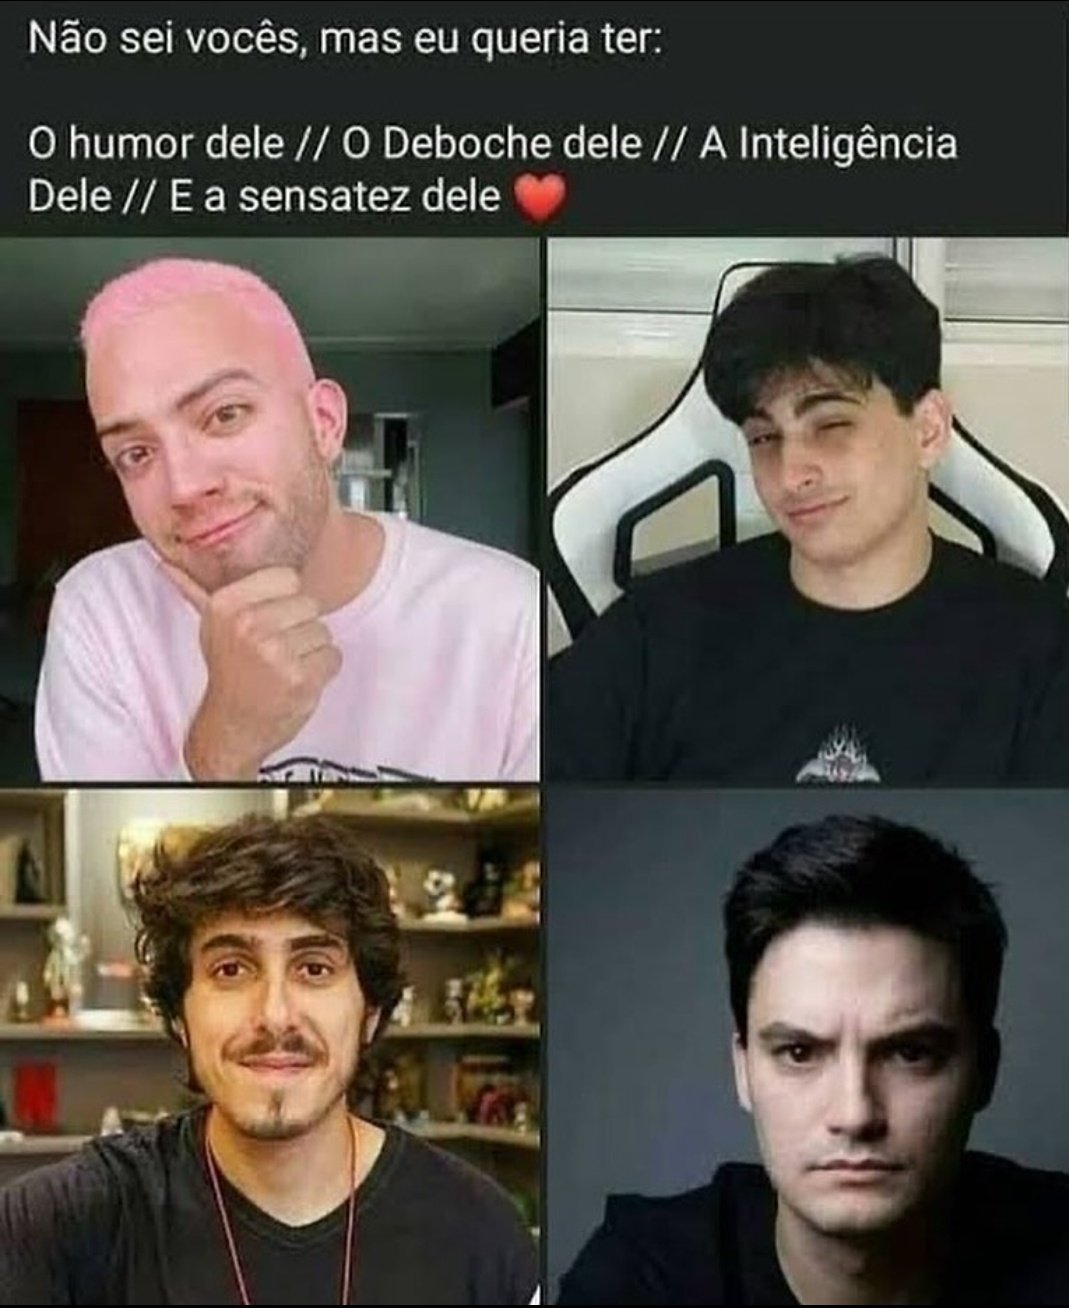 Não sei vocês, mas eu queria ter:
O humor dele // O Deboche dele // A Inteligência
Dele // E a sensatez dele ❤️